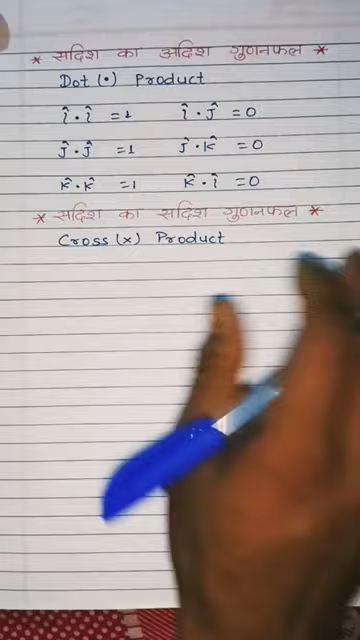 * सदिश का अदिश गुणनफल *
Dot (•) Product
î · î = 1 î · ĵ = 0
ĵ · ĵ = 1 ĵ · k̂ = 0
k̂ · k̂ = 1 k̂ · î = 0
* सदिश का सदिश गुणनफल *
Cross (x) Product